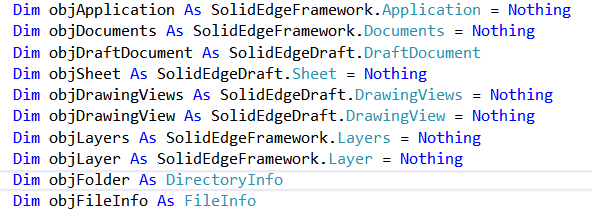 Dim objApplication As SolidEdgeFramework.Application = Nothing
Dim objDocuments As SolidEdgeFramework.Documents = Nothing
Dim objDraftDocument As SolidEdgeDraft.DraftDocument
Dim objSheet As SolidEdgeDraft.Sheet = Nothing
Dim objDrawingViews As SolidEdgeDraft.DrawingViews = Nothing
Dim objDrawingView As SolidEdgeDraft.DrawingView = Nothing
Dim objLayers As SolidEdgeFramework.Layers = Nothing
Dim objLayer As SolidEdgeFramework.Layer = Nothing
Dim objFolder As DirectoryInfo
Dim objFileInfo As FileInfo